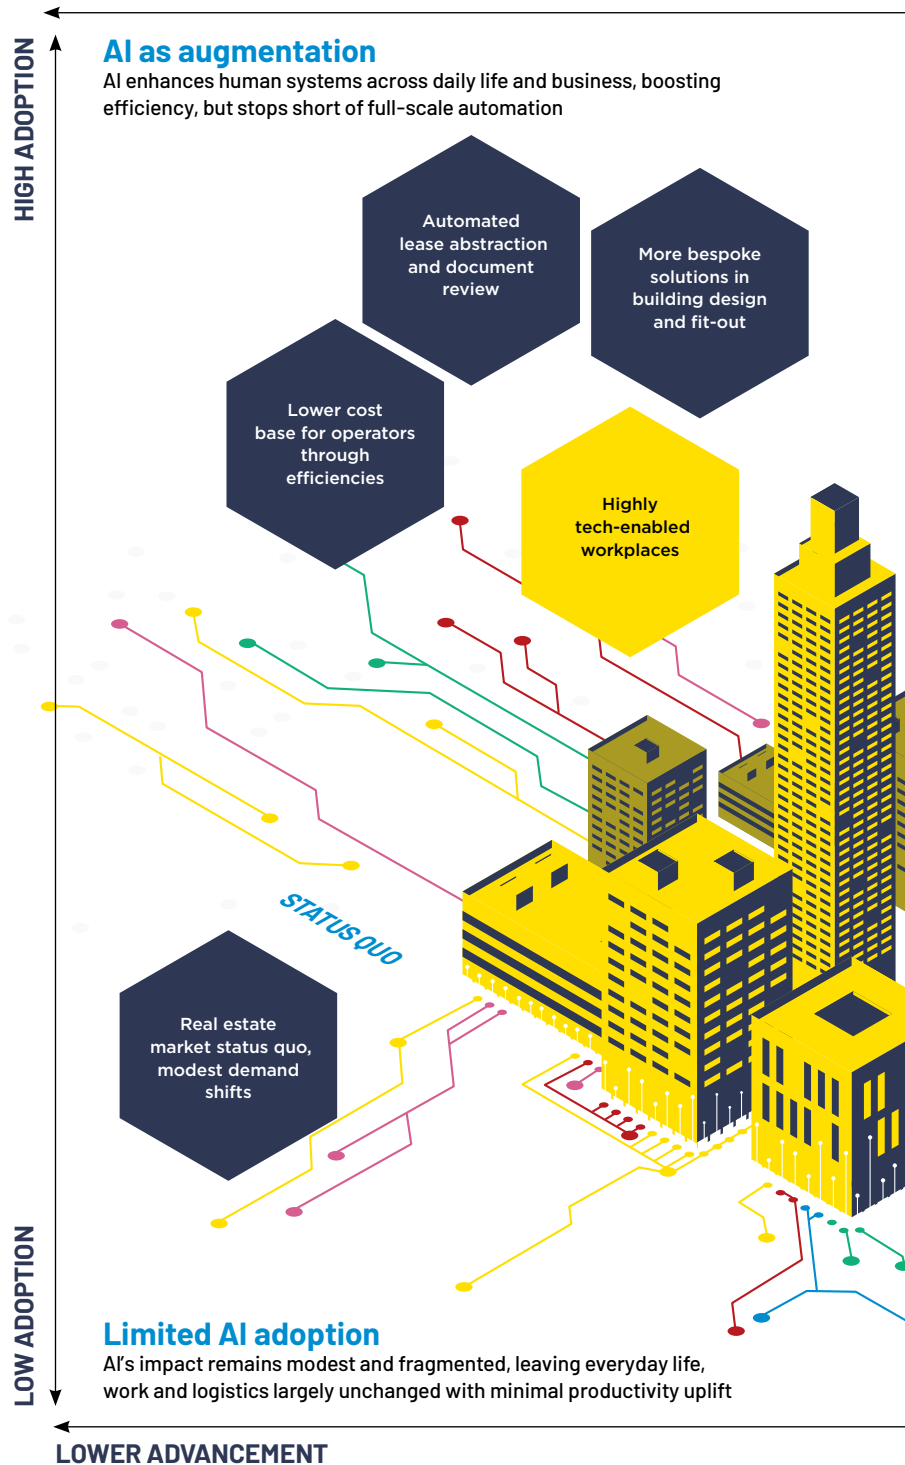 HIGH ADOPTION
AI as augmentation
AI enhances human systems across daily life and business, boosting
efficiency, but stops short of full-scale automation
Automated
lease abstraction
and document
review
More bespoke
solutions in
building design
and fit-out
Lower cost
base for operators
through
efficiencies
Highly
tech-enabled
workplaces
STATUS QUO
Real estate
market status quo,
modest demand
shifts
LOW ADOPTION
Limited AI adoption
AI's impact remains modest and fragmented, leaving everyday life,
work and logistics largely unchanged with minimal productivity uplift
LOWER ADVANCEMENT